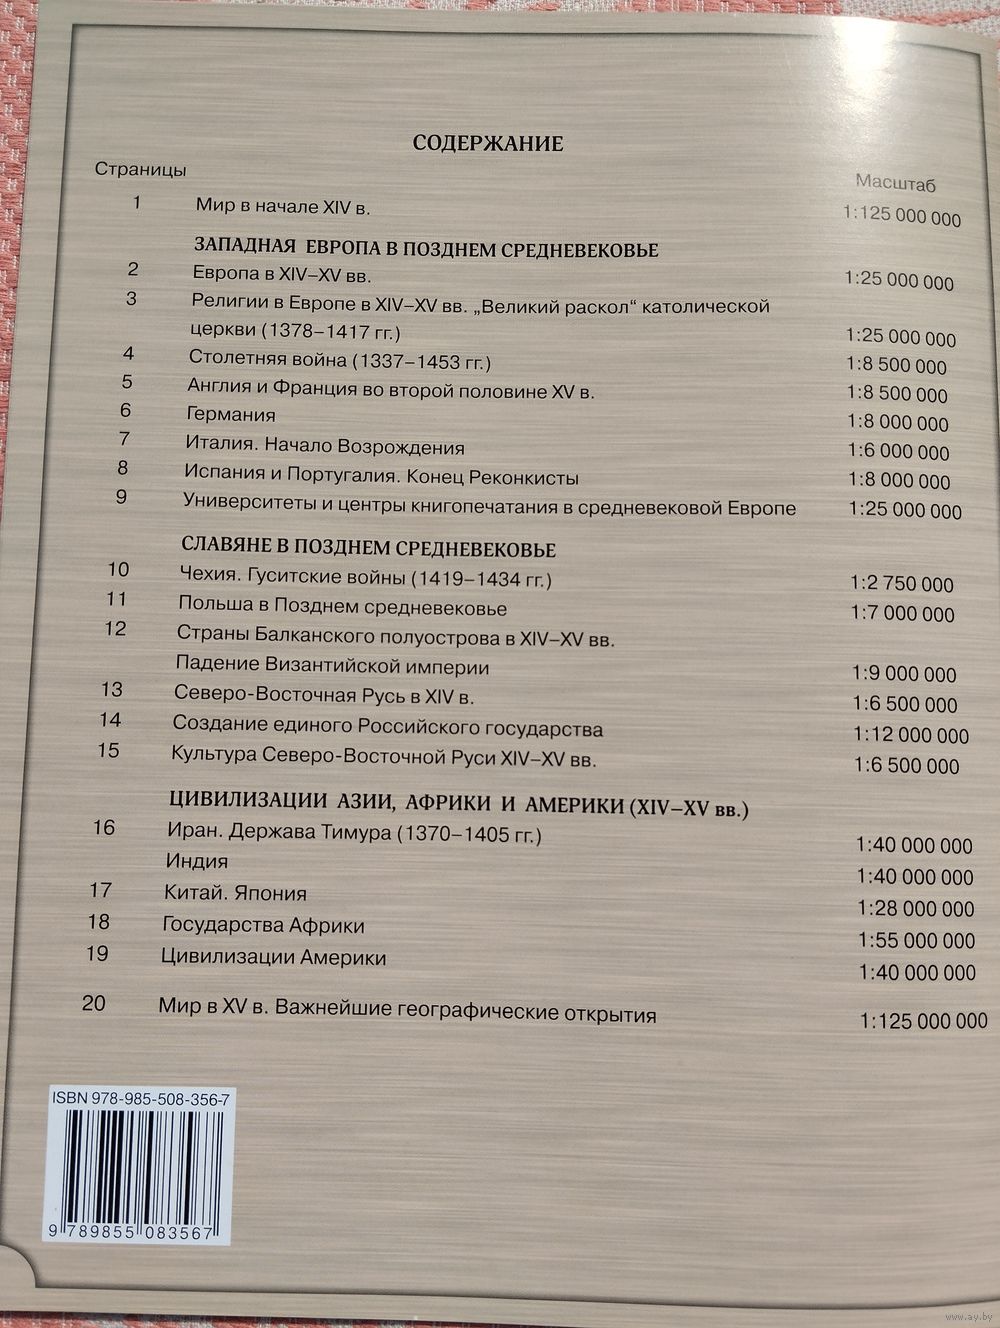 СОДЕРЖАНИЕ
Страницы Масштаб
1 Мир в начале XIV в. 1:125 000 000
ЗАПАДНАЯ ЕВРОПА В ПОЗДНЕМ СРЕДНЕВЕКОВЬЕ
2 Европа в XIV–XV вв. 1:25 000 000
3 Религии в Европе в XIV–XV вв. „Великий раскол“ католической
церкви (1378–1417 гг.) 1:25 000 000
4 Столетняя война (1337–1453 гг.) 1:8 500 000
5 Англия и Франция во второй половине XV в. 1:8 500 000
6 Германия 1:8 000 000
7 Италия. Начало Возрождения 1:6 000 000
8 Испания и Португалия. Конец Реконкисты 1:8 000 000
9 Университеты и центры книгопечатания в средневековой Европе 1:25 000 000
СЛАВЯНЕ В ПОЗДНЕМ СРЕДНЕВЕКОВЬЕ
10 Чехия. Гуситские войны (1419–1434 гг.) 1:2 750 000
11 Польша в Позднем средневековье 1:7 000 000
12 Страны Балканского полуострова в XIV–XV вв.
Падение Византийской империи 1:9 000 000
13 Северо-Восточная Русь в XIV в. 1:6 500 000
14 Создание единого Российского государства 1:12 000 000
15 Культура Северо-Восточной Руси XIV–XV вв. 1:6 500 000
ЦИВИЛИЗАЦИИ АЗИИ, АФРИКИ И АМЕРИКИ (XIV–XV вв.)
16 Иран. Держава Тимура (1370–1405 гг.) 1:40 000 000
Индия 1:40 000 000
17 Китай. Япония 1:28 000 000
18 Государства Африки 1:55 000 000
19 Цивилизации Америки 1:40 000 000
20 Мир в XV в. Важнейшие географические открытия 1:125 000 000
ISBN 978-985-508-356-7
9 789855 083567
www.ay.by